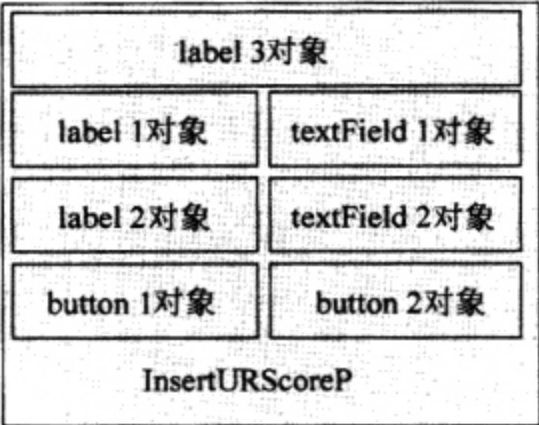 label 3对象
label 1对象
textField 1对象
label 2对象
textField 2对象
button 1对象
button 2对象
InsertURScoreP